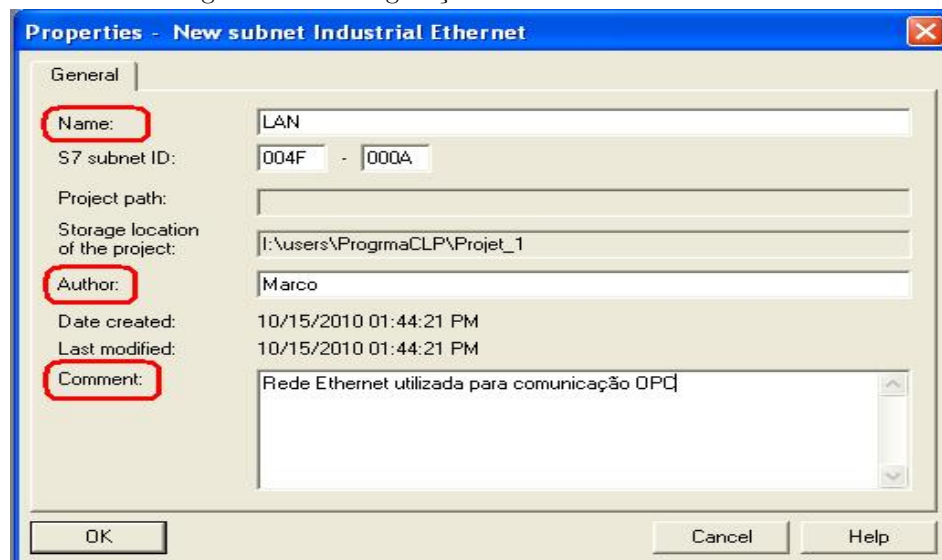 Properties - New subnet Industrial Ethernet
General
Name: LAN
S7 subnet ID: 004F - 000A
Project path:
Storage location
of the project: I:\users\ProgrmaCLP\Projet_1
Author: Marco
Date created: 10/15/2010 01:44:21 PM
Last modified: 10/15/2010 01:44:21 PM
Comment: Rede Ethernet utilizada para comunicação OPC
OK Cancel Help